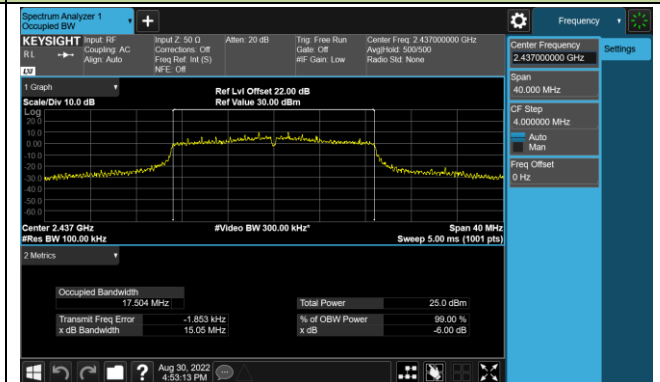 Spectrum Analyzer 1
Occupied BW
+
Frequency
KEYSIGHT
RL
LXI
Input: RF
Coupling: AC
Align: Auto
Input Z: 50 Ω
Corrections: Off
Freq Ref: Int (S)
NFE: Off
Atten: 20 dB
Trig: Free Run
Gate: Off
#IF Gain: Low
Center Freq: 2.437000000 GHz
Avg|Hold: 500/500
Radio Std: None
Center Frequency
2.437000000 GHz
Settings
Span
40.000 MHz
CF Step
4.000000 MHz
Auto
Man
Freq Offset
0 Hz
1 Graph
Scale/Div 10.0 dB
Ref Lvl Offset 22.00 dB
Ref Value 30.00 dBm
Log
20.0
10.0
0.00
-10.0
-20.0
-30.0
-40.0
-50.0
-60.0
Center 2.437 GHz
#Res BW 100.00 kHz
#Video BW 300.00 kHz*
Span 40 MHz
Sweep 5.00 ms (1001 pts)
2 Metrics
Occupied Bandwidth
17.504 MHz
Total Power 25.0 dBm
Transmit Freq Error -1.853 kHz
% of OBW Power 99.00 %
x dB Bandwidth 15.05 MHz
x dB -6.00 dB
?
Aug 30, 2022
4:53:13 PM